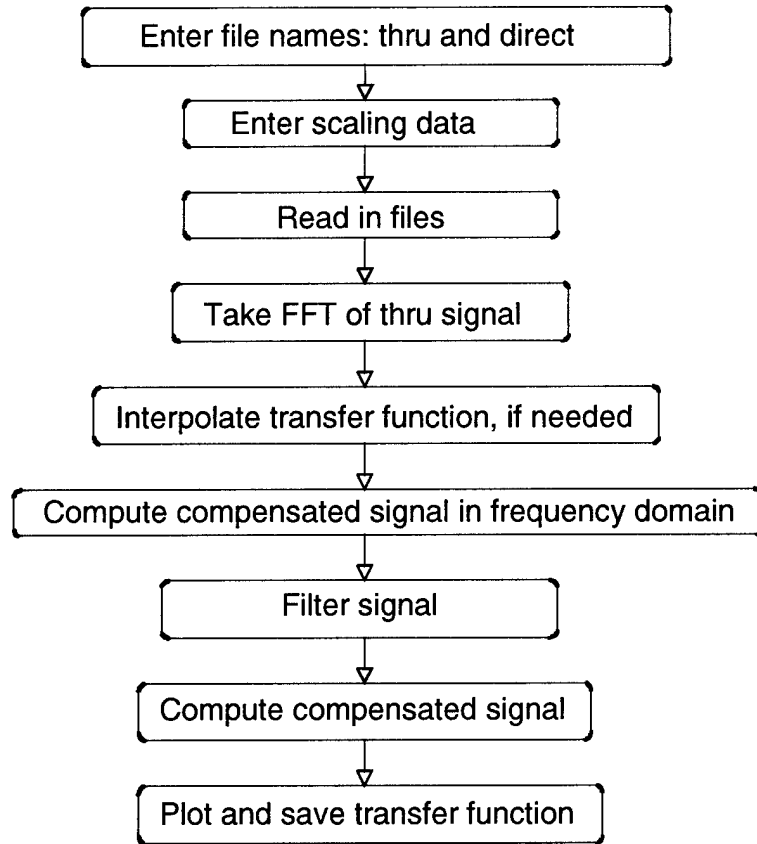 Enter file names: thru and direct
Enter scaling data
Read in files
Take FFT of thru signal
Interpolate transfer function, if needed
Compute compensated signal in frequency domain
Filter signal
Compute compensated signal
Plot and save transfer function